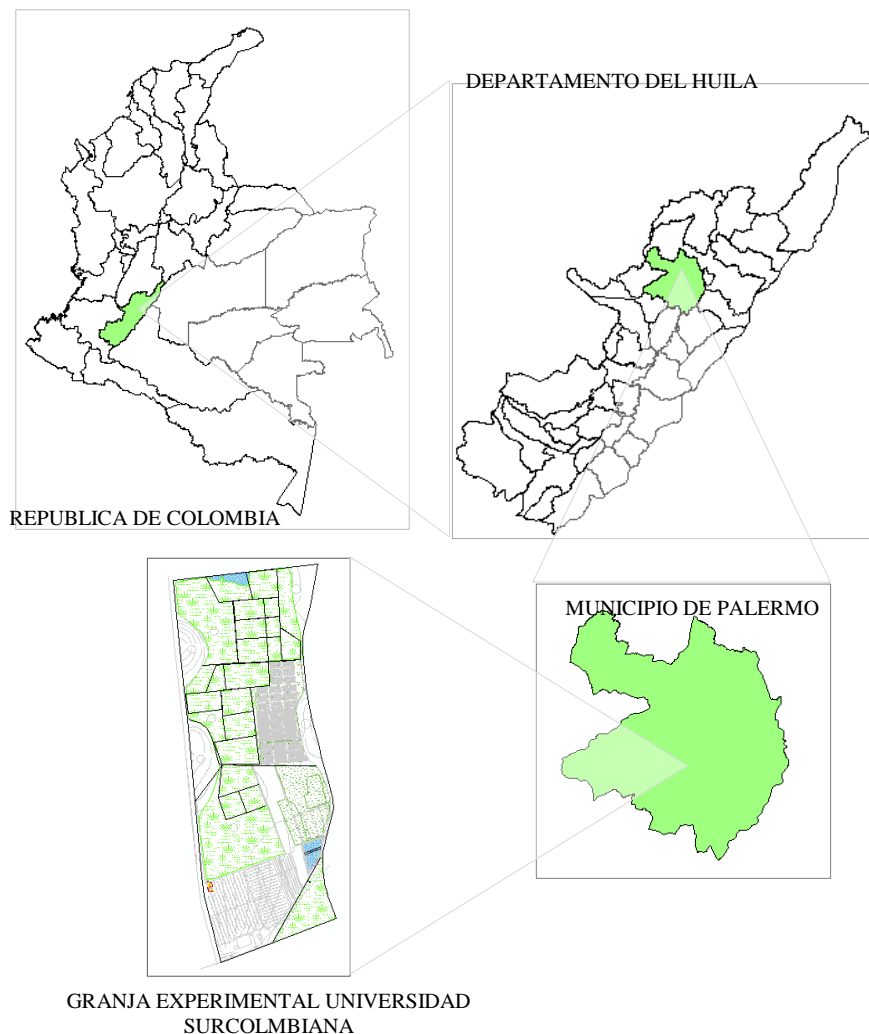 DEPARTAMENTO DEL HUILA
REPUBLICA DE COLOMBIA
MUNICIPIO DE PALERMO
GRANJA EXPERIMENTAL UNIVERSIDAD
SURCOLMBIANA